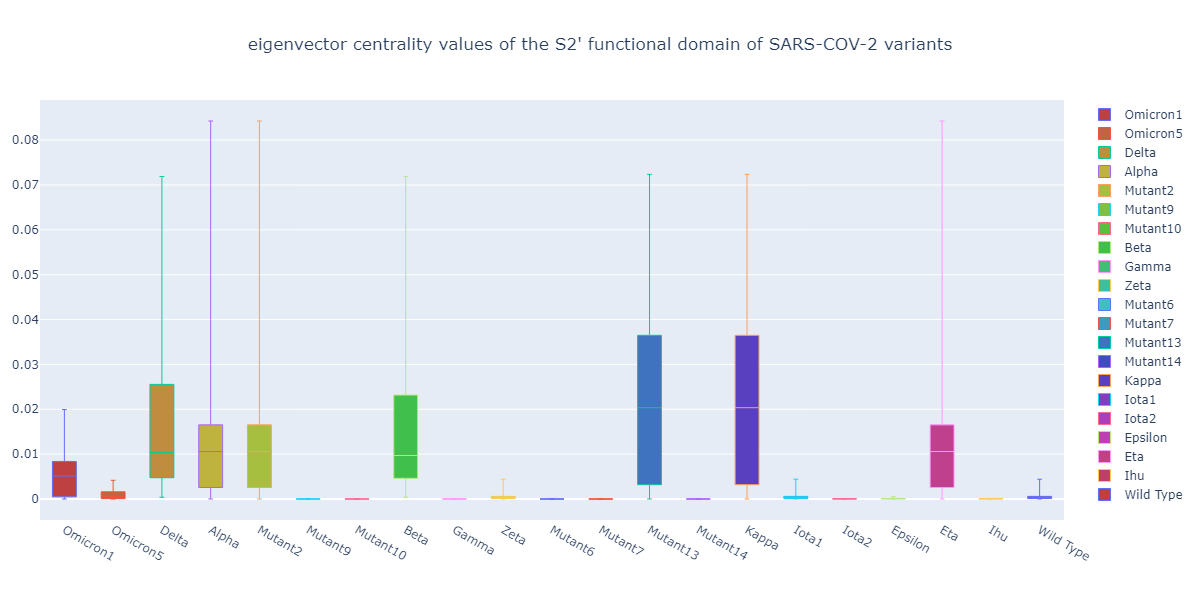 eigenvector centrality values of the S2' functional domain of SARS-COV-2 variants
0.08
0.07
0.06
0.05
0.04
0.03
0.02
0.01
0
Omicron1
Omicron5
Delta
Alpha
Mutant2
Mutant9
Mutant10
Beta
Gamma
Zeta
Mutant6
Mutant7
Mutant13
Mutant14
Kappa
Iota1
Iota2
Epsilon
Eta
Ihu
Wild Type
Omicron1
Omicron5
Delta
Alpha
Mutant2
Mutant9
Mutant10
Beta
Gamma
Zeta
Mutant6
Mutant7
Mutant13
Mutant14
Kappa
Iota1
Iota2
Epsilon
Eta
Ihu
Wild Type